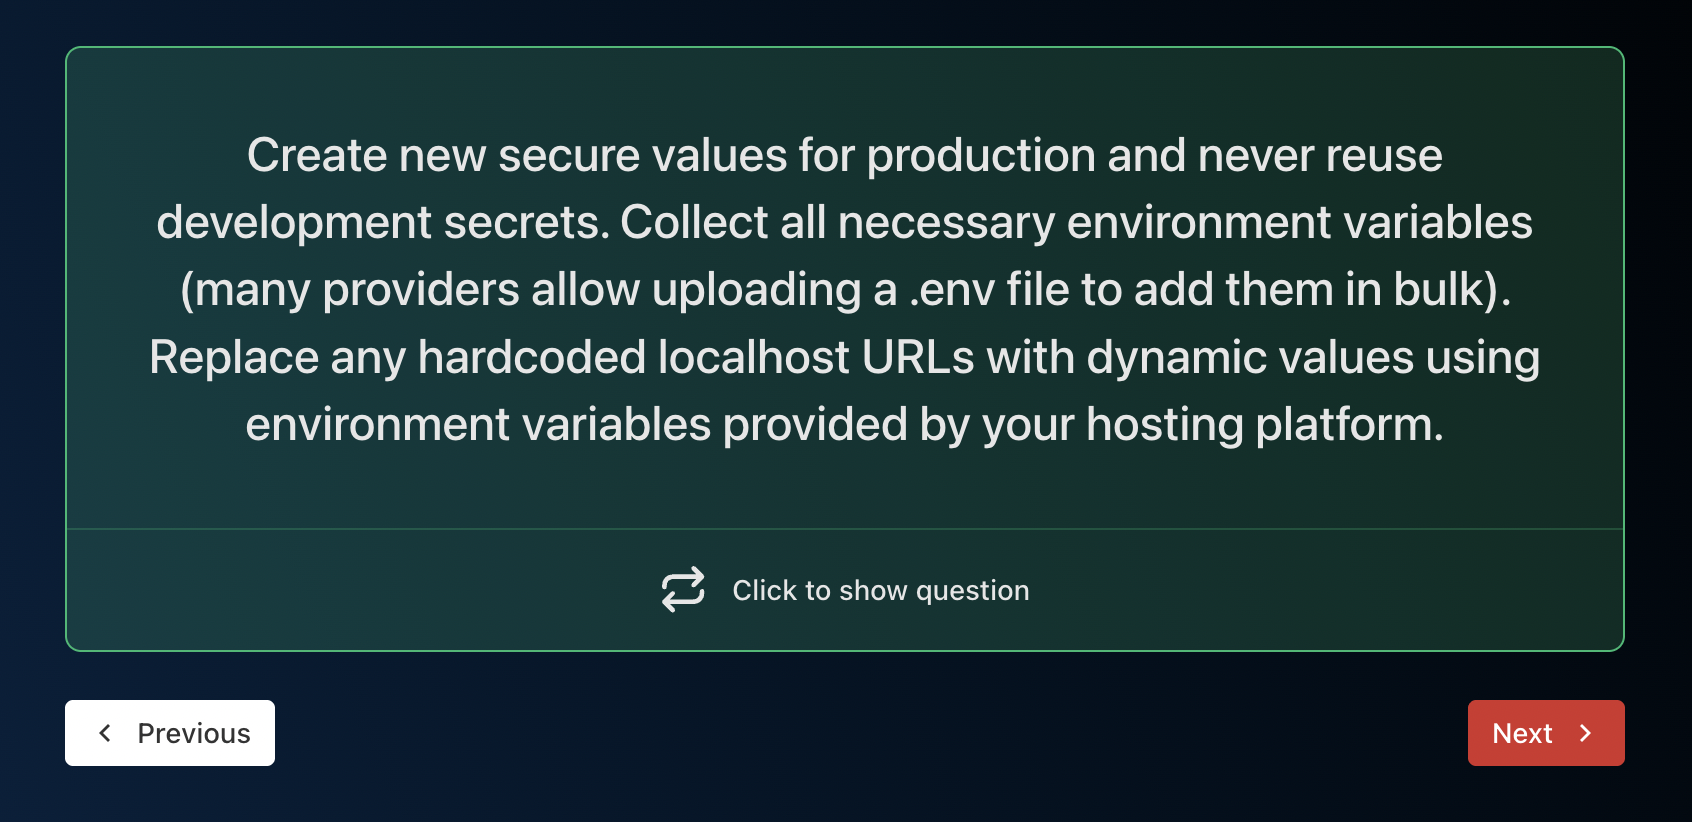 Create new secure values for production and never reuse
development secrets. Collect all necessary environment variables
(many providers allow uploading a .env file to add them in bulk).
Replace any hardcoded localhost URLs with dynamic values using
environment variables provided by your hosting platform.
Click to show question
Previous
Next